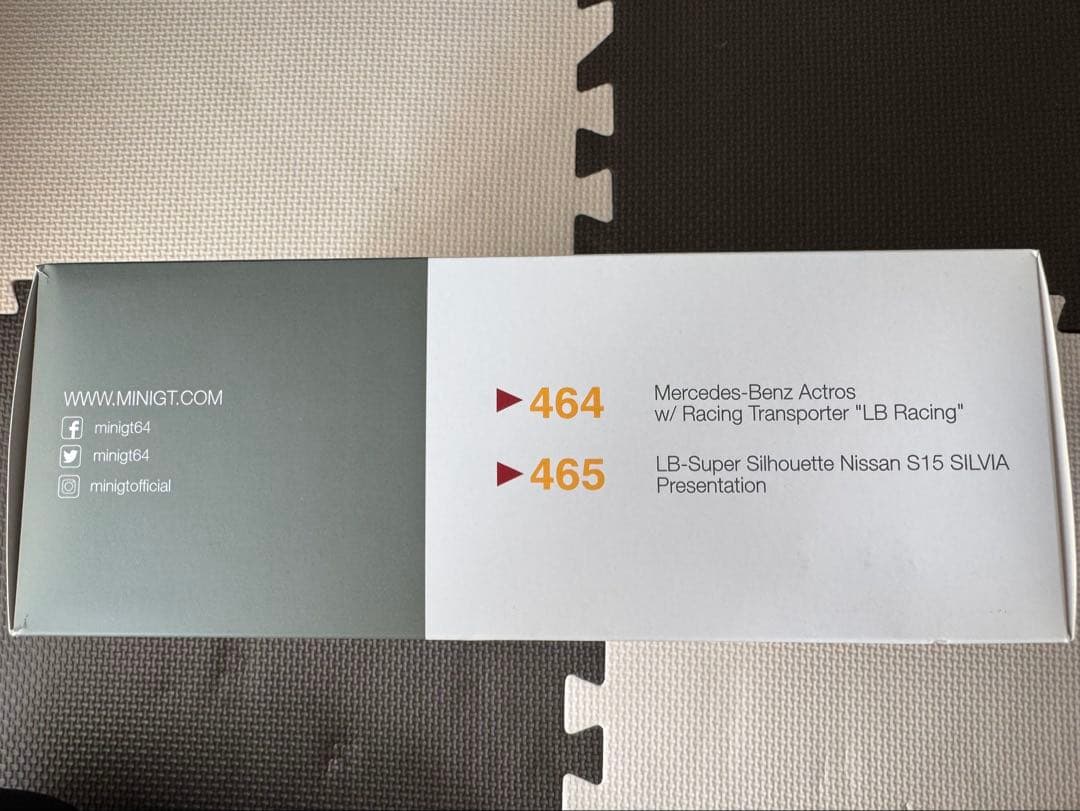 WWW.MINIGT.COM
minigt64
minigt64
minigtofficial
464
Mercedes-Benz Actros
w/ Racing Transporter "LB Racing"
465
LB-Super Silhouette Nissan S15 SILVIA
Presentation